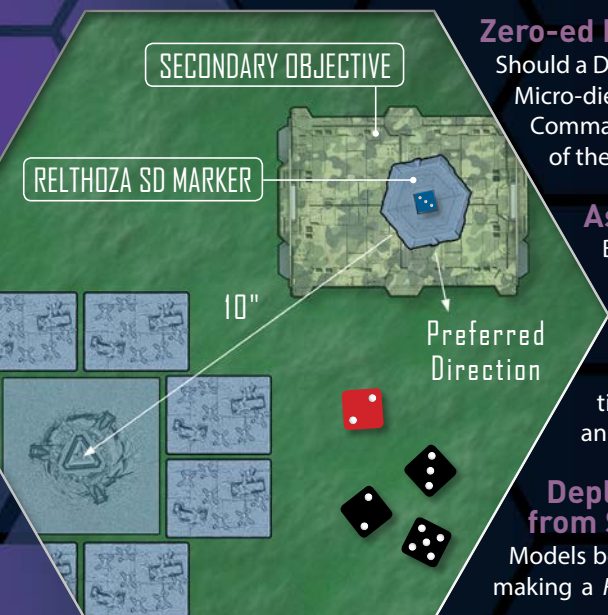 SECONDARY OBJECTIVE
RELTHOZA SD MARKER
10"
Preferred
Direction
Zero-ed
Should a D
Micro-die
Comma
of the
As
E
ti
an
Depl
from S
Models b
making a